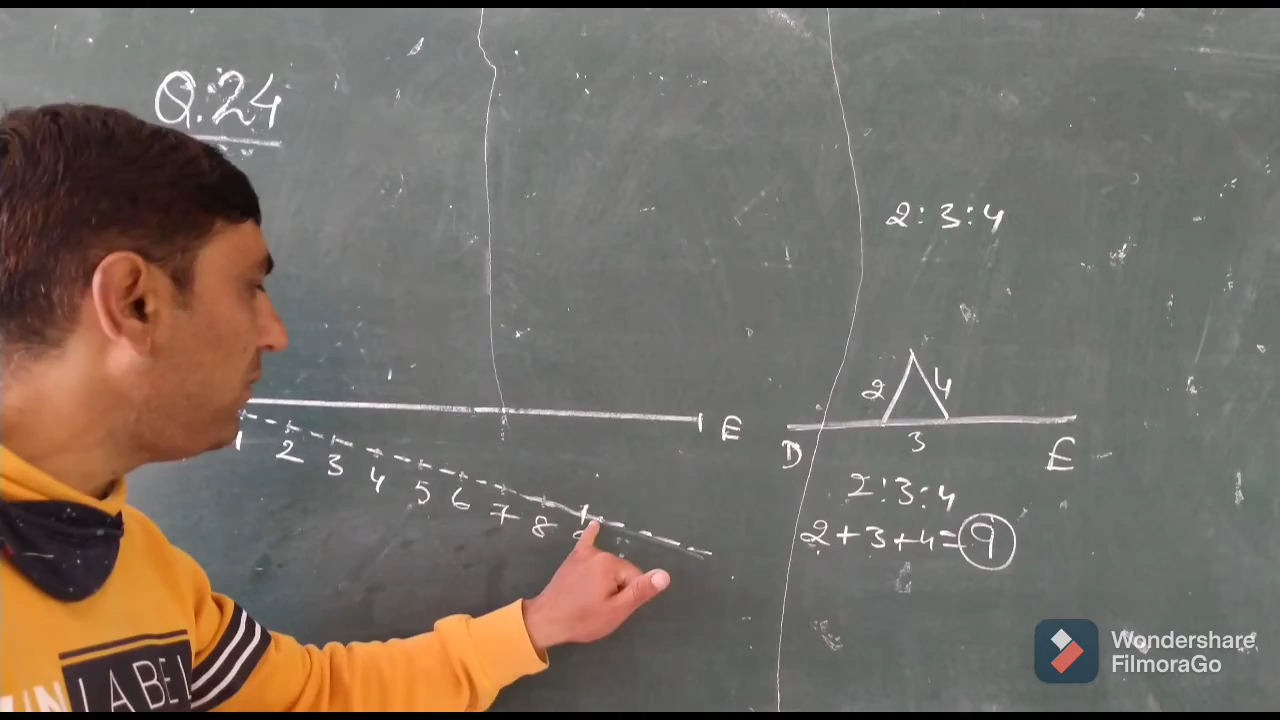 Q.24
2:3:4
2 4
3
E
D E
1 2 3 4 5 6 7 8 9
2:3:4
2+3+4=9
LABEL
Wondershare
FilmoraGo